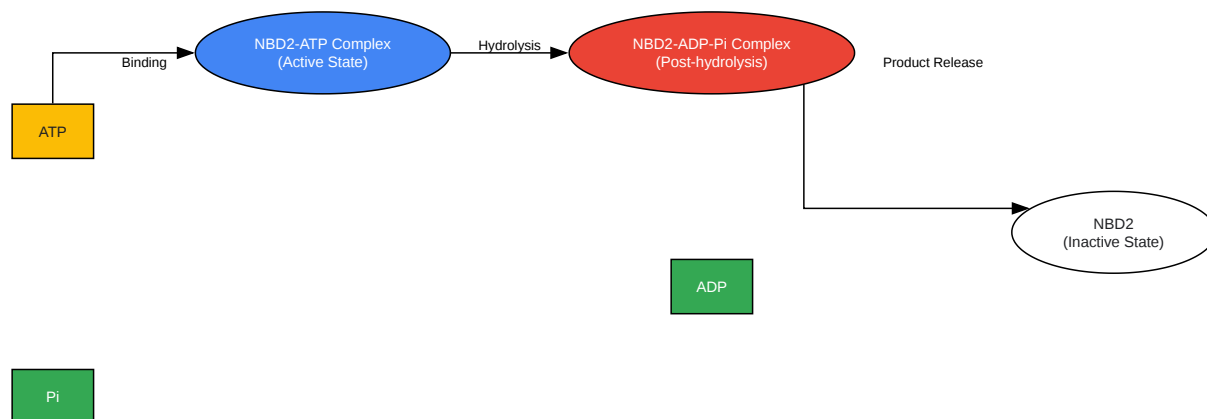 NBD2-ATP Complex
(Active State)
Hydrolysis
NBD2-ADP-Pi Complex
(Post-hydrolysis)
Binding
Product Release
ATP
NBD2
(Inactive State)
ADP
Pi